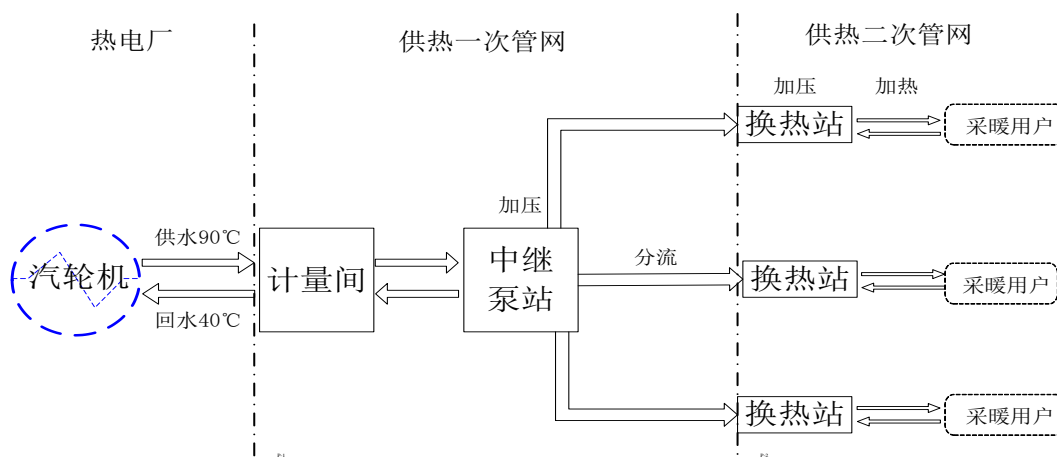 热电厂
供热一次管网
供热二次管网
加压
加热
换热站
采暖用户
加压
供水90℃
汽轮机
计量间
中继
泵站
分流
换热站
采暖用户
回水40℃
换热站
采暖用户